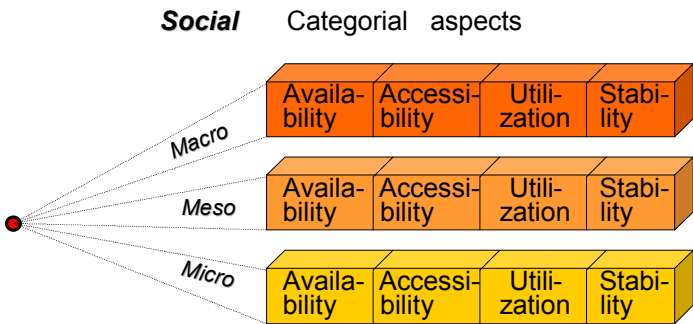 Social Categorial aspects
Macro
Availa- Accessi- Utili- Stabi-
bility bility zation lity
Meso
Availa- Accessi- Utili- Stabi-
bility bility zation lity
Micro
Availa- Accessi- Utili- Stabi-
bility bility zation lity